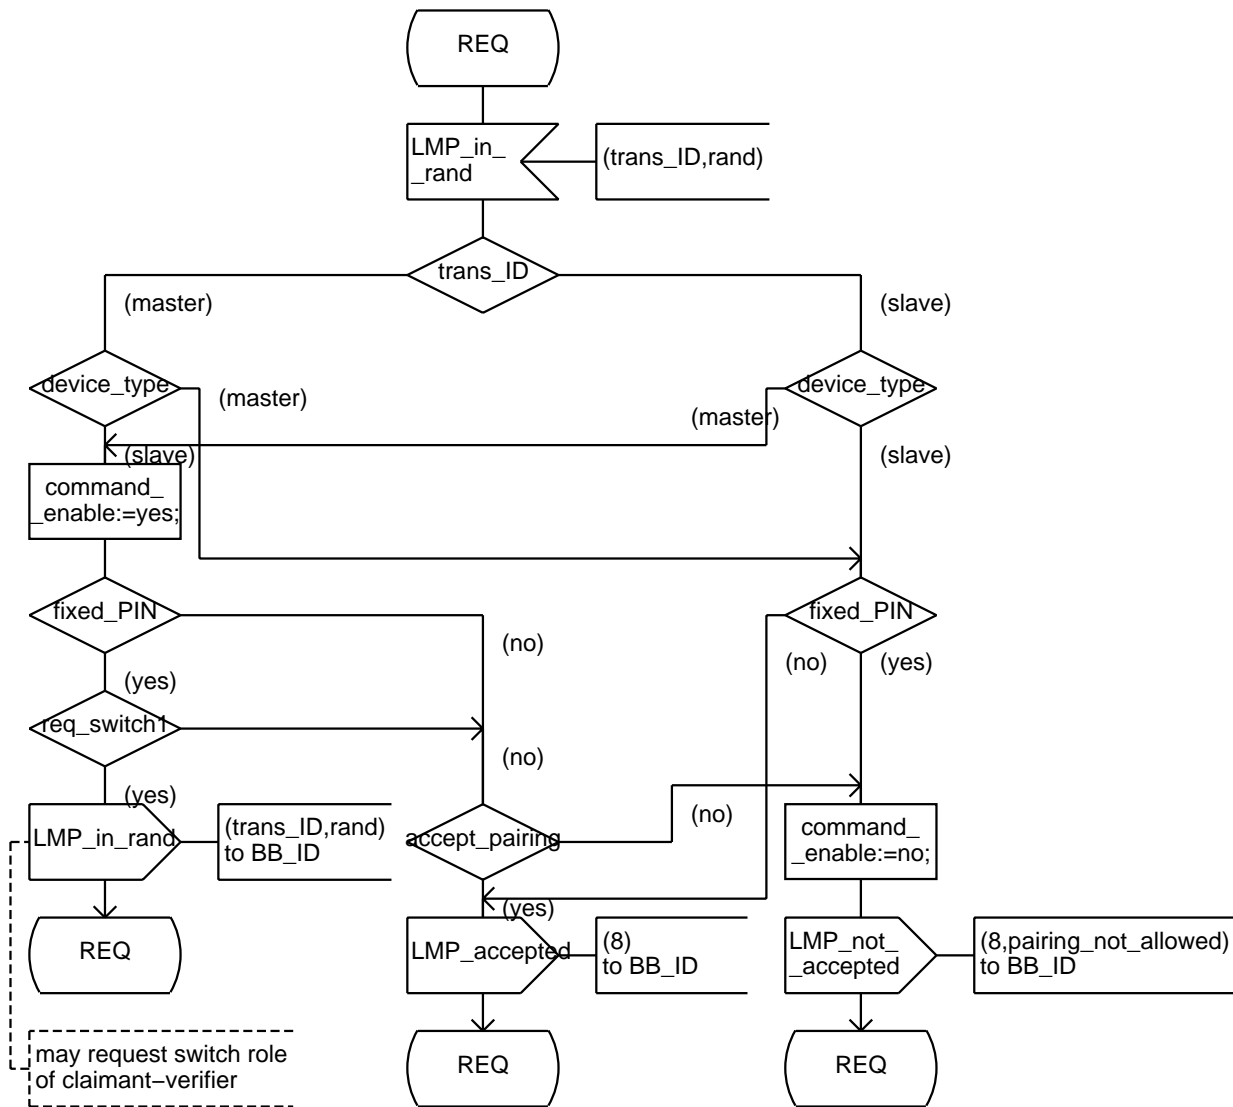 REQ
LMP_in_
_rand
(trans_ID,rand)
trans_ID
(master)
(slave)
device_type
device_type
(master)
(master)
(slave)
(slave)
command_
_enable:=yes;
fixed_PIN
fixed_PIN
(no)
(no)
(yes)
(yes)
req_switch1
(no)
(yes)
LMP_in_rand
(trans_ID,rand)
to BB_ID
accept_pairing
(no)
command_
_enable:=no;
(yes)
REQ
LMP_accepted
(8)
to BB_ID
LMP_not_
_accepted
(8,pairing_not_allowed)
to BB_ID
may request switch role
of claimant−verifier
REQ
REQ